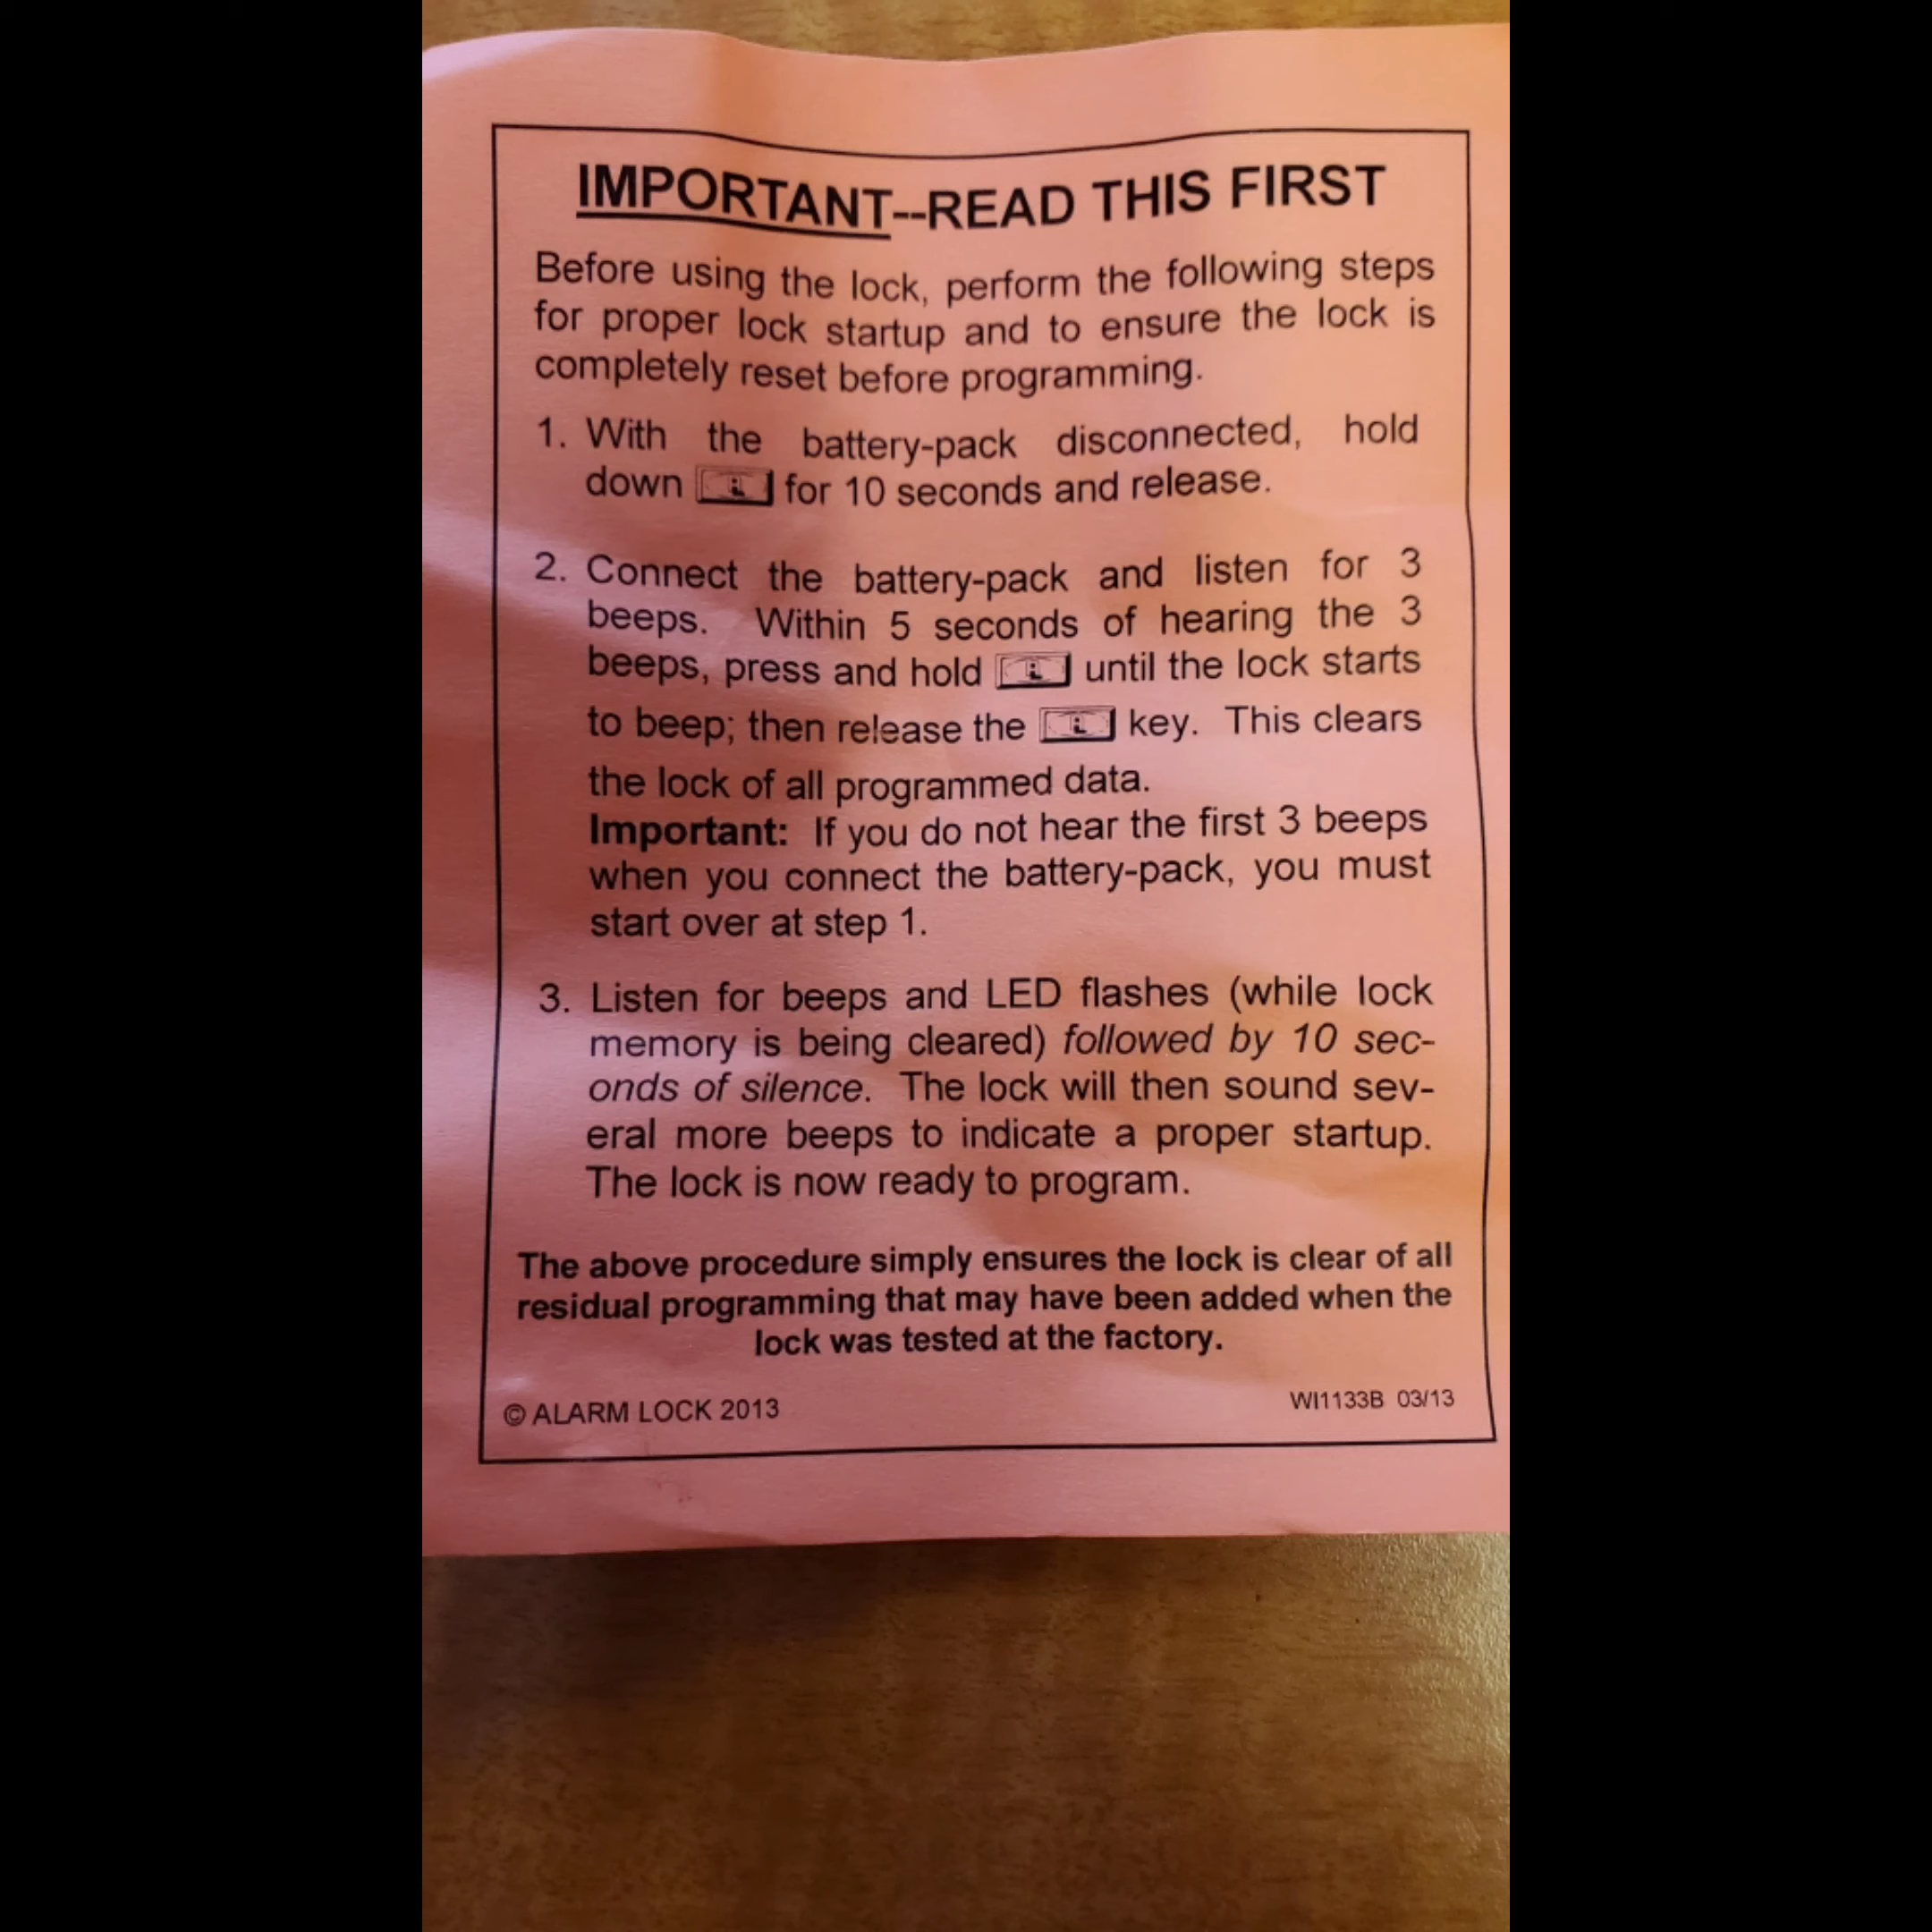 IMPORTANT--READ THIS FIRST
Before using the lock, perform the following steps
for proper lock startup and to ensure the lock is
completely reset before programming.
1. With the battery-pack disconnected, hold
down for 10 seconds and release.
2. Connect the battery-pack and listen for 3
beeps. Within 5 seconds of hearing the 3
beeps, press and hold until the lock starts
to beep; then release the key. This clears
the lock of all programmed data.
Important: If you do not hear the first 3 beeps
when you connect the battery-pack, you must
start over at step 1.
3. Listen for beeps and LED flashes (while lock
memory is being cleared) followed by 10 sec-
onds of silence. The lock will then sound sev-
eral more beeps to indicate a proper startup.
The lock is now ready to program.
The above procedure simply ensures the lock is clear of all
residual programming that may have been added when the
lock was tested at the factory.
© ALARM LOCK 2013
WI1133B 03/13